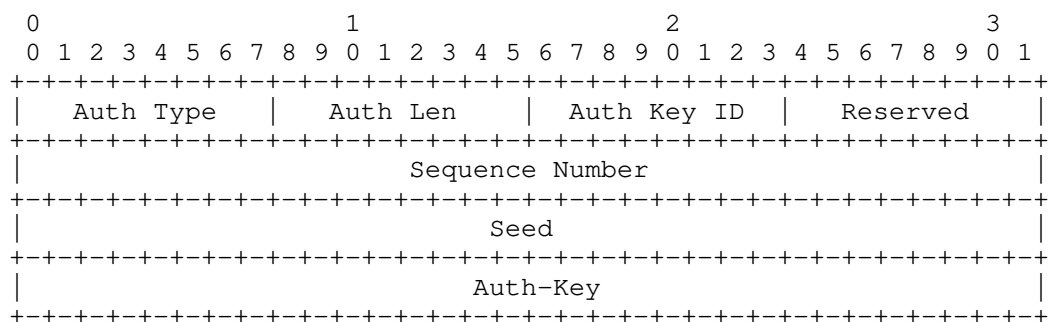 0                   1                   2                   3
 0 1 2 3 4 5 6 7 8 9 0 1 2 3 4 5 6 7 8 9 0 1 2 3 4 5 6 7 8 9 0 1
+-+-+-+-+-+-+-+-+-+-+-+-+-+-+-+-+-+-+-+-+-+-+-+-+-+-+-+-+-+-+-+-+
|   Auth Type   |   Auth Len    |  Auth Key ID  |   Reserved    |
+-+-+-+-+-+-+-+-+-+-+-+-+-+-+-+-+-+-+-+-+-+-+-+-+-+-+-+-+-+-+-+-+
|                        Sequence Number                        |
+-+-+-+-+-+-+-+-+-+-+-+-+-+-+-+-+-+-+-+-+-+-+-+-+-+-+-+-+-+-+-+-+
|                             Seed                              |
+-+-+-+-+-+-+-+-+-+-+-+-+-+-+-+-+-+-+-+-+-+-+-+-+-+-+-+-+-+-+-+-+
|                            Auth-Key                           |
+-+-+-+-+-+-+-+-+-+-+-+-+-+-+-+-+-+-+-+-+-+-+-+-+-+-+-+-+-+-+-+-+